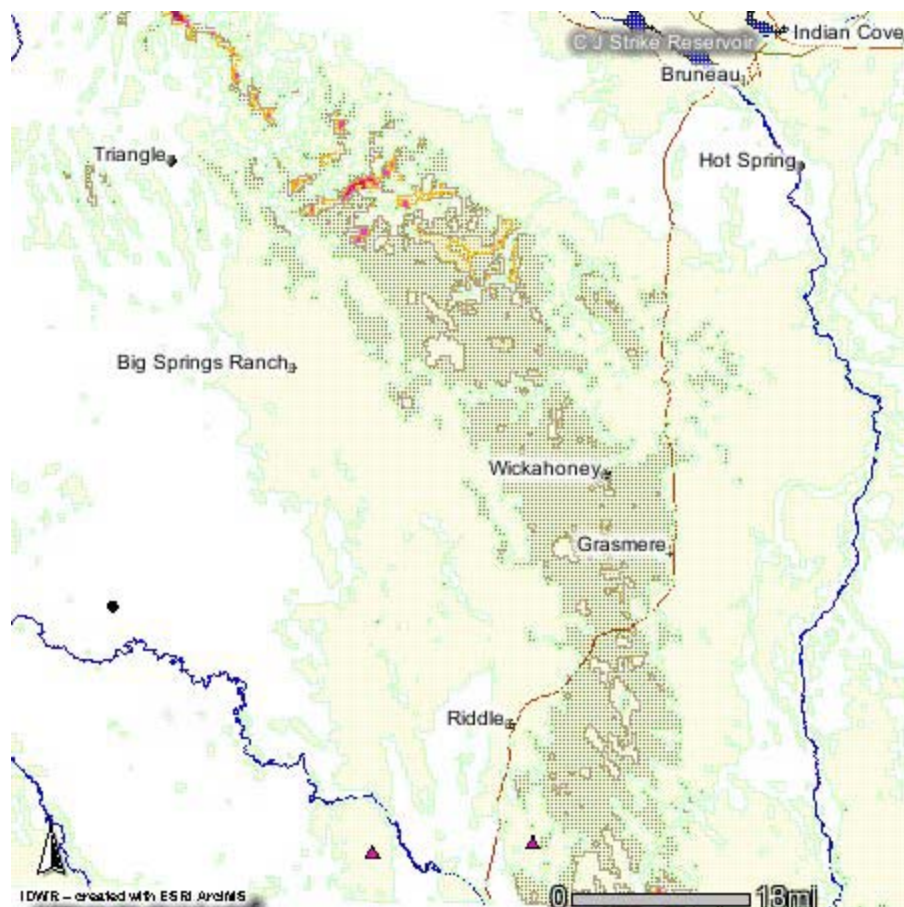 Indian Cove
C J Strike Reservoir
Bruneau
Triangle
Hot Spring
Big Springs Ranch
Wickahoney
Grasmere
Riddle
IDWR – created with ESRI ArcIMS
0 18mi